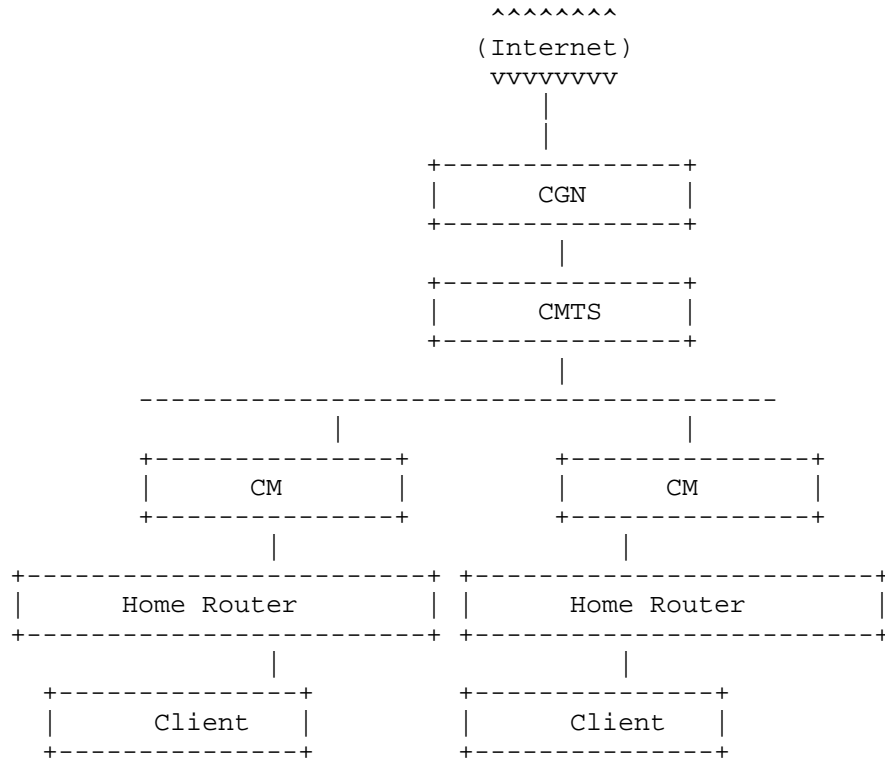 ^^^^^^^^
(Internet)
vvvvvvvv
CGN
CMTS
CM CM
Home Router Home Router
Client Client